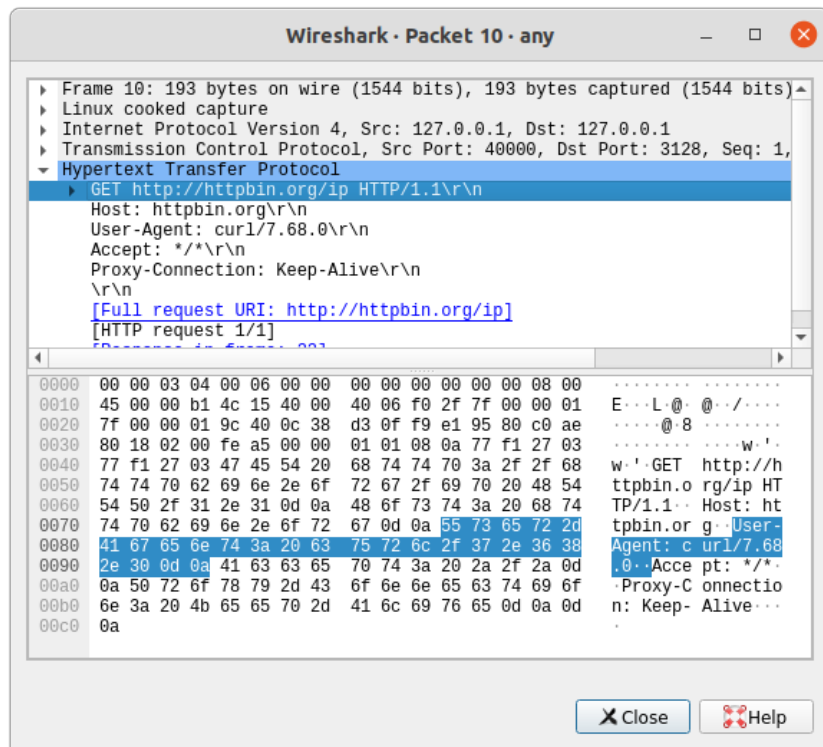 Wireshark · Packet 10 · any
Frame 10: 193 bytes on wire (1544 bits), 193 bytes captured (1544 bits)
Linux cooked capture
Internet Protocol Version 4, Src: 127.0.0.1, Dst: 127.0.0.1
Transmission Control Protocol, Src Port: 40000, Dst Port: 3128, Seq: 1,
Hypertext Transfer Protocol
GET http://httpbin.org/ip HTTP/1.1\r\n
Host: httpbin.org\r\n
User-Agent: curl/7.68.0\r\n
Accept: */*\r\n
Proxy-Connection: Keep-Alive\r\n
\r\n
[Full request URI: http://httpbin.org/ip]
[HTTP request 1/1]
0000 00 00 03 04 00 06 00 00 00 00 00 00 00 00 08 00 ········ ········
0010 45 00 00 b1 4c 15 40 00 40 06 f0 2f 7f 00 00 01 E···L·@· @··/····
0020 7f 00 00 01 9c 40 0c 38 d3 0f f9 e1 95 80 c0 ae ·····@·8 ········
0030 80 18 02 00 fe a5 00 00 01 01 08 0a 77 f1 27 03 ········ ····w·'·
0040 77 f1 27 03 47 45 54 20 68 74 74 70 3a 2f 2f 68 w·'·GET http://h
0050 74 74 70 62 69 6e 2e 6f 72 67 2f 69 70 20 48 54 ttpbin.o rg/ip HT
0060 54 50 2f 31 2e 31 0d 0a 48 6f 73 74 3a 20 68 74 TP/1.1·· Host: ht
0070 74 70 62 69 6e 2e 6f 72 67 0d 0a 55 73 65 72 2d tpbin.or g··User-
0080 41 67 65 6e 74 3a 20 63 75 72 6c 2f 37 2e 36 38 Agent: c url/7.68
0090 2e 30 0d 0a 41 63 63 65 70 74 3a 20 2a 2f 2a 0d .0··Acce pt: */*·
00a0 0a 50 72 6f 78 79 2d 43 6f 6e 6e 65 63 74 69 6f ·Proxy-C onnectio
00b0 6e 3a 20 4b 65 65 70 2d 41 6c 69 76 65 0d 0a 0d n: Keep- Alive···
00c0 0a ·
Close Help